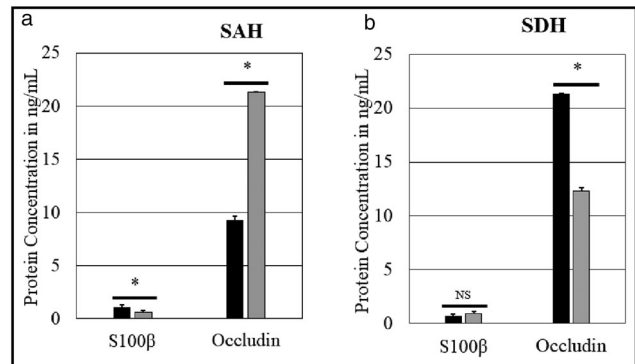 a
SAH
Protein Concentration in ng/mL
25
20
15
10
5
0
*
*
S100β
Occludin
b
SDH
Protein Concentration in ng/mL
25
20
15
10
5
0
NS
*
S100β
Occludin